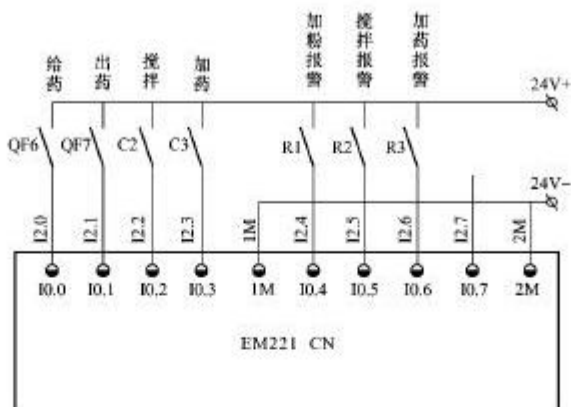 给药
出药
搅拌
加药
加粉报警
搅拌报警
加药报警
24V+
QF6
QF7
C2
C3
R1
R2
R3
24V-
I2.0
I2.1
I2.2
I2.3
1M
I2.4
I2.5
I2.6
I2.7
2M
I0.0
I0.1
I0.2
I0.3
1M
I0.4
I0.5
I0.6
I0.7
2M
EM221 CN